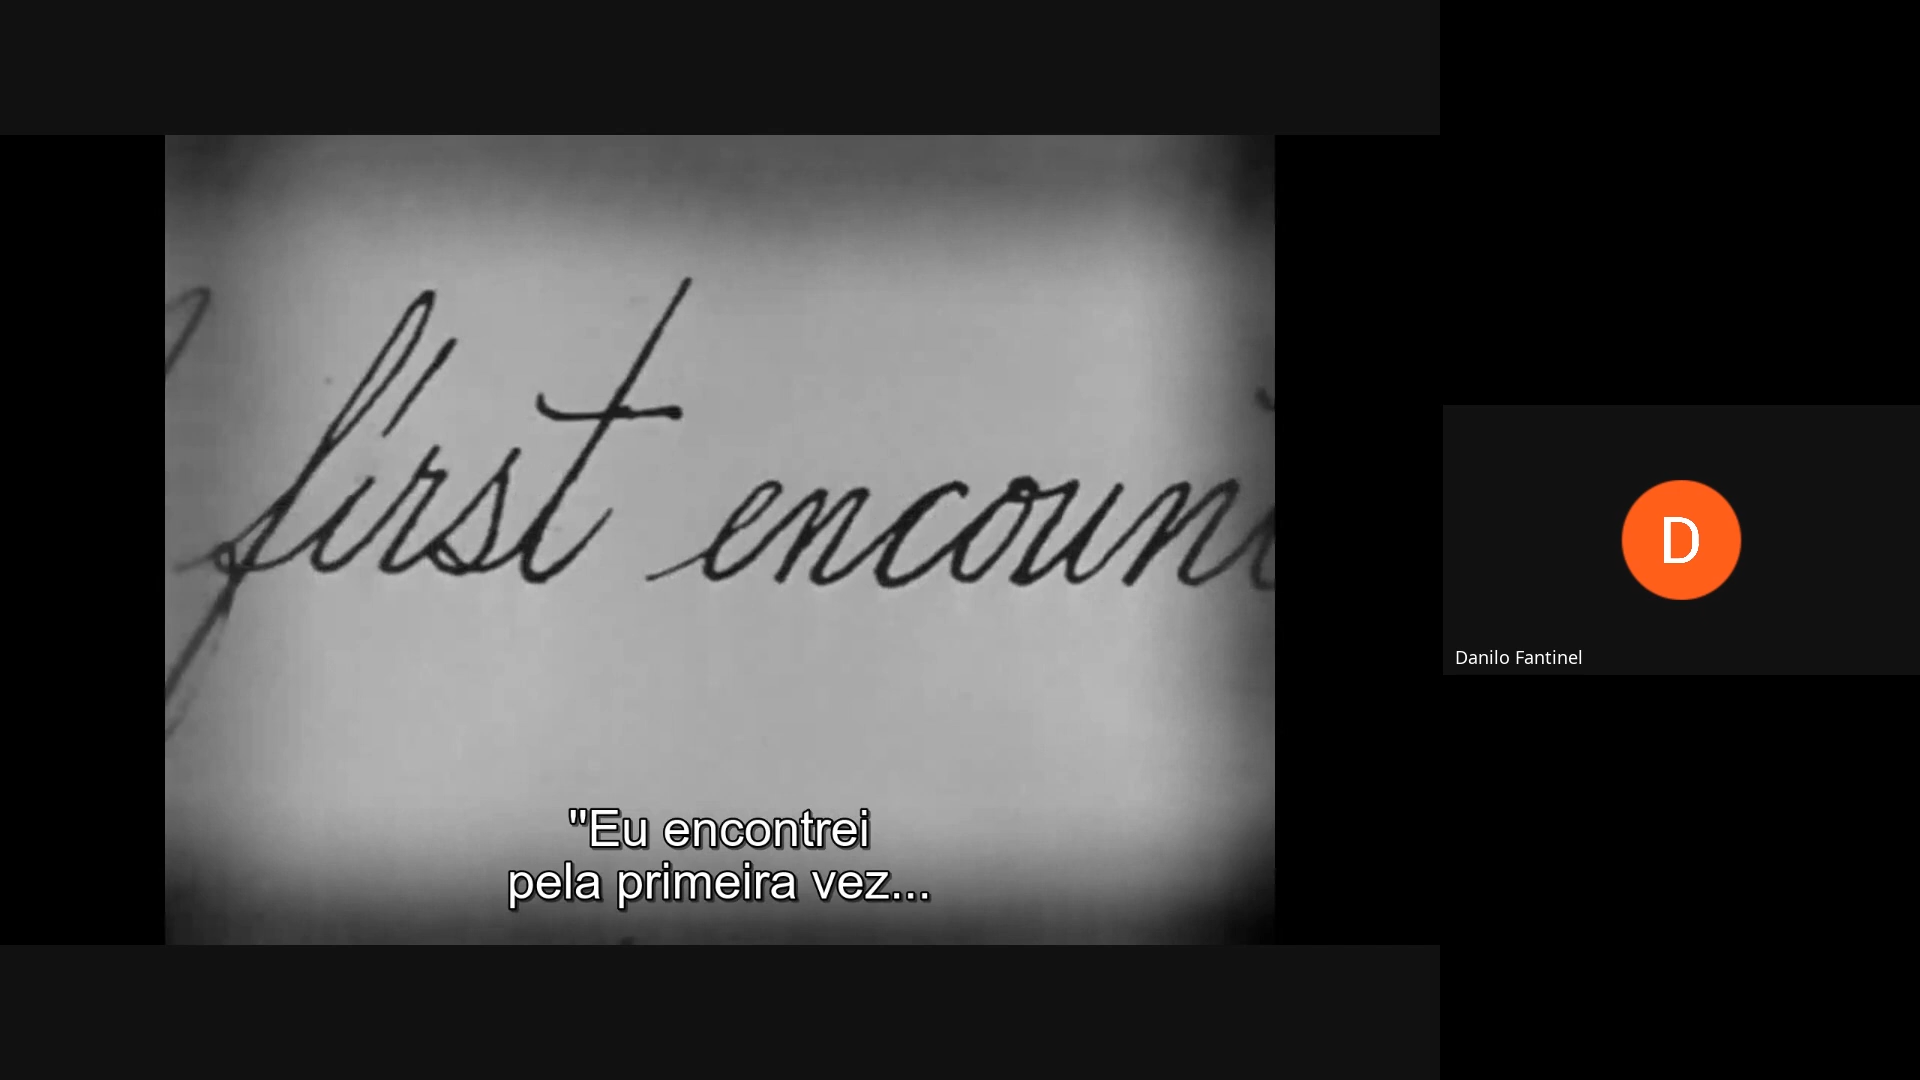 first encoun
"Eu encontrei
pela primeira vez...
D
Danilo Fantinel